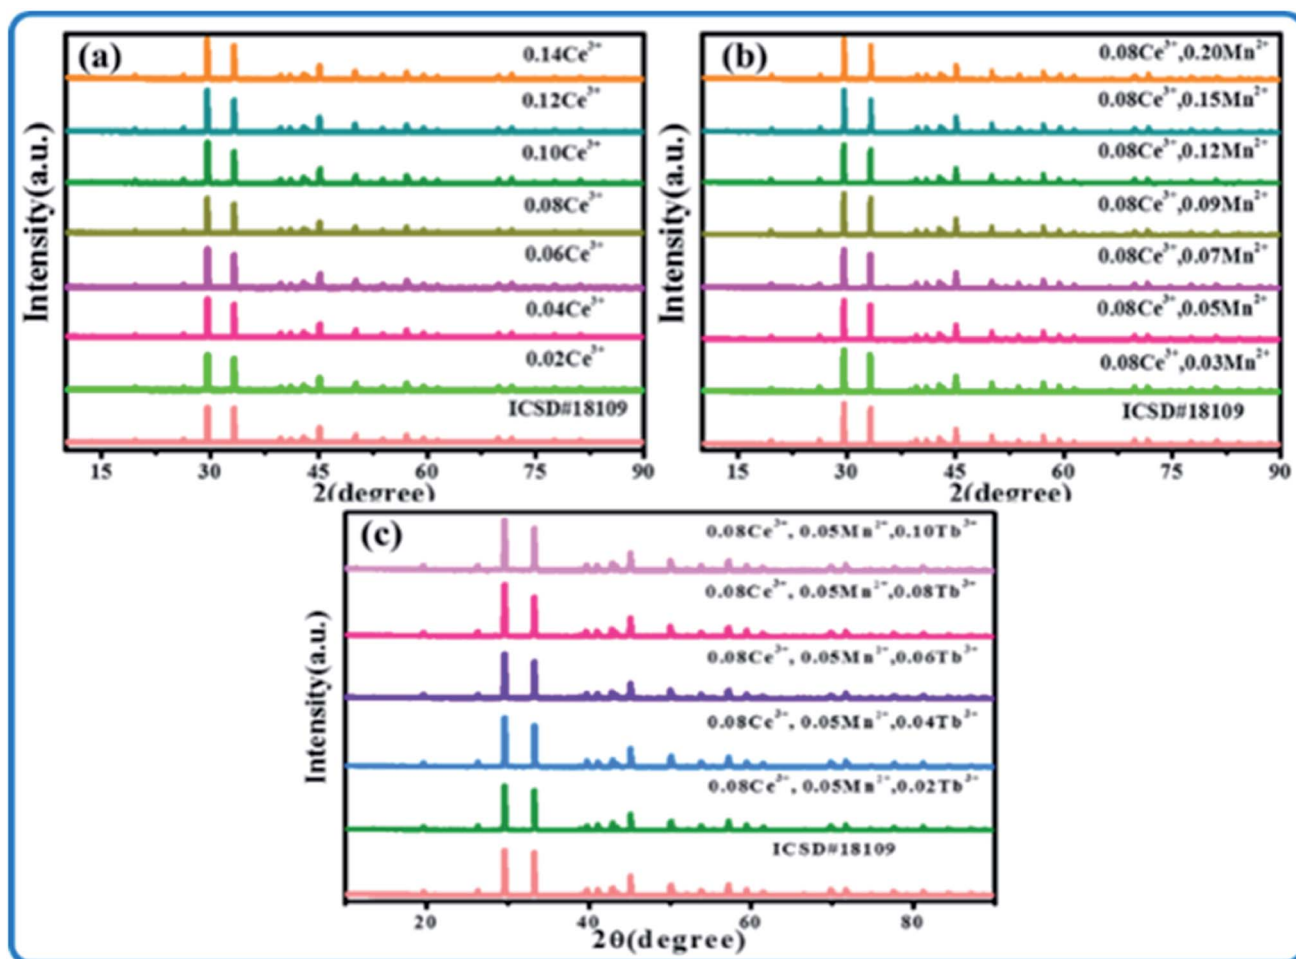 (a)
0.14Ce³⁺
0.12Ce³⁺
0.10Ce³⁺
0.08Ce³⁺
0.06Ce³⁺
0.04Ce³⁺
0.02Ce³⁺
ICSD#18109
Intensity(a.u.)
15 30 45 60 75 90
2(degree)
(b)
0.08Ce³⁺,0.20Mn²⁺
0.08Ce³⁺,0.15Mn²⁺
0.08Ce³⁺,0.12Mn²⁺
0.08Ce³⁺,0.09Mn²⁺
0.08Ce³⁺,0.07Mn²⁺
0.08Ce³⁺,0.05Mn²⁺
0.08Ce³⁺,0.03Mn²⁺
ICSD#18109
Intensity(a.u.)
15 30 45 60 75 90
2(degree)
(c)
0.08Ce³⁺, 0.05Mn²⁺,0.10Tb³⁺
0.08Ce³⁺, 0.05Mn²⁺,0.08Tb³⁺
0.08Ce³⁺, 0.05Mn²⁺,0.06Tb³⁺
0.08Ce³⁺, 0.05Mn²⁺,0.04Tb³⁺
0.08Ce³⁺, 0.05Mn²⁺,0.02Tb³⁺
ICSD#18109
Intensity(a.u.)
20 40 60 80
2θ(degree)